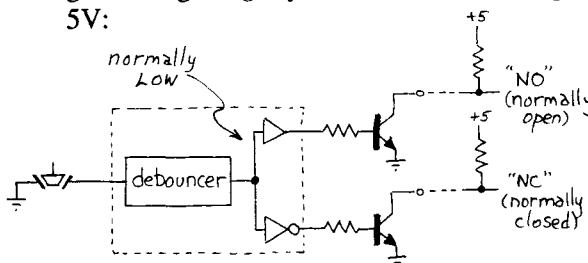 5V:
normally
LOW
debouncer
+5
"NO"
(normally
open)
+5
"NC"
(normally
closed)